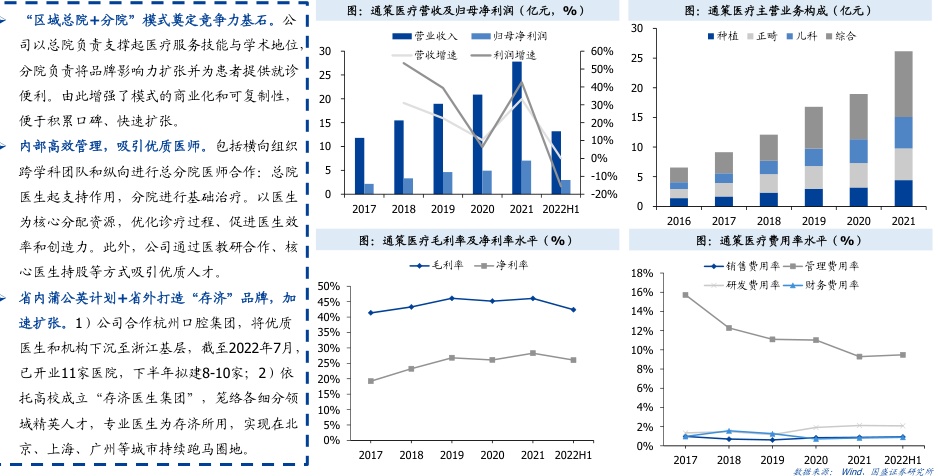 “区域总院+分院”模式奠定竞争力基石。公
司以总院负责支撑起医疗服务技能与学术地位,
分院负责将品牌影响力扩张并为患者提供就诊
便利。由此增强了模式的商业化和可复制性，
便于积累口碑、快速扩张。
内部高效管理，吸引优质医师。包括横向组织
跨学科团队和纵向进行总分院医师合作：总院
医生起支持作用，分院进行基础治疗。以医生
为核心分配资源，优化诊疗过程、促进医生效
率和创造力。此外，公司通过医教研合作、核
心医生持股等方式吸引优质人才。
省内蒲公英计划+省外打造“存济”品牌，加
速扩张。1）公司合作杭州口腔集团，将优质
医生和机构下沉至浙江基层，截至2022年7月,
已开业11家医院，下半年拟建8-10家；2）依
托高校成立“存济医生集团”，笼络各细分领
域精英人才，专业医生为存济所用，实现在北
京、上海、广州等城市持续跑马圈地。
图：通策医疗营收及归母净利润（亿元，%）
营业收入 归母净利润
营收增速 利润增速
30 60%
25 50%
40%
20 30%
15 20%
10%
10 0%
5 -10%
0 -20%
2017 2018 2019 2020 2021 2022H1
图：通策医疗主营业务构成（亿元）
种植 正畸 儿科 综合
30
25
20
15
10
5
0
2016 2017 2018 2019 2020 2021
图：通策医疗毛利率及净利率水平（%）
毛利率 净利率
50%
45%
40%
35%
30%
25%
20%
15%
10%
5%
0%
2017 2018 2019 2020 2021 2022H1
图：通策医疗费用率水平（%）
销售费用率 管理费用率
研发费用率 财务费用率
18%
16%
14%
12%
10%
8%
6%
4%
2%
0%
2017 2018 2019 2020 2021 2022H1
数据来源： Wind，国盛证券研究所